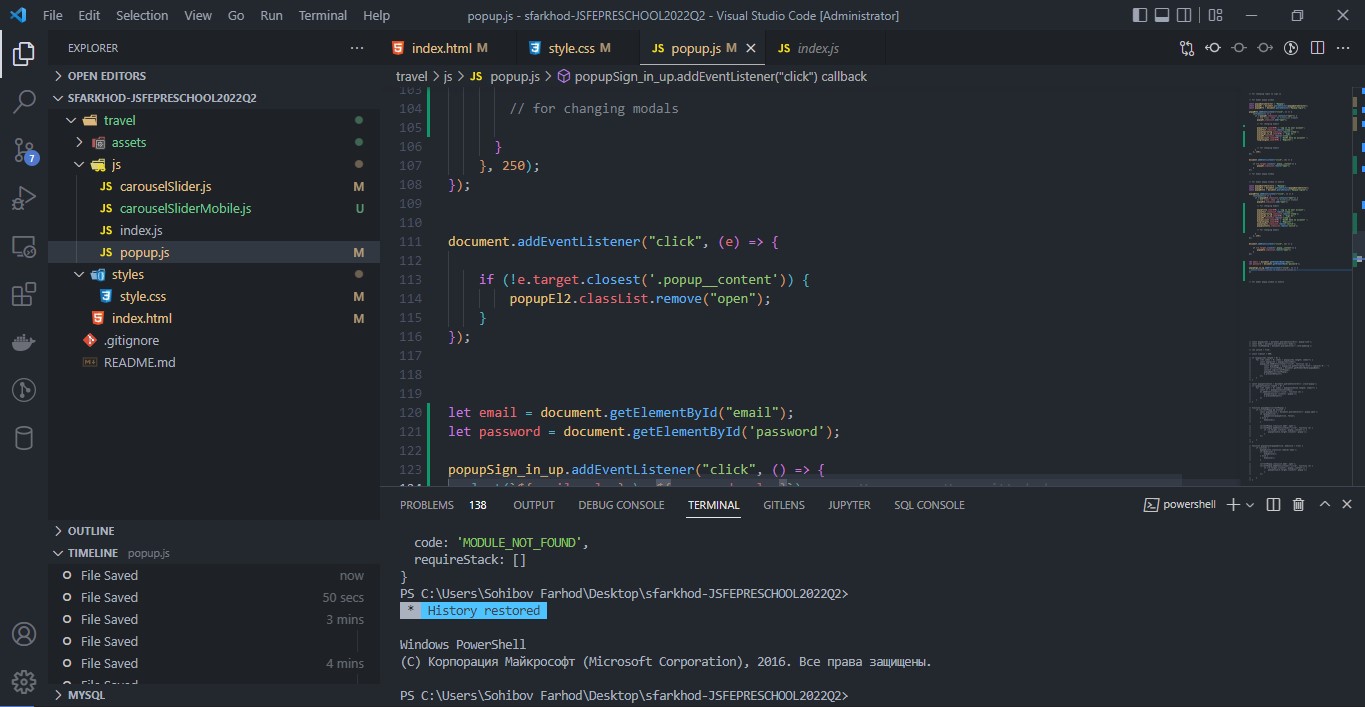 File Edit Selection View Go Run Terminal Help popup.js - sfarkhod-JSFEPRESCHOOL2022Q2 - Visual Studio Code [Administrator]
EXPLORER
OPEN EDITORS
SFARKHOD-JSFEPRESCHOOL2022Q2
travel
assets
js
JS carouselSlider.js M
JS carouselSliderMobile.js U
JS index.js
JS popup.js M
styles
style.css M
index.html M
.gitignore
README.md
OUTLINE
TIMELINE popup.js
File Saved now
File Saved 50 secs
File Saved 3 mins
File Saved
File Saved 4 mins
MYSQL
7
index.html M style.css M JS popup.js M JS index.js
travel > js > JS popup.js > popupSign_in_up.addEventListener("click") callback
103
104 // for changing modals
105
106 }
107 }, 250);
108 });
109
110
111 document.addEventListener("click", (e) => {
112
113 if (!e.target.closest('.popup__content')) {
114 popupEl2.classList.remove("open");
115 }
116 });
117
118
119
120 let email = document.getElementById("email");
121 let password = document.getElementById('password');
122
123 popupSign_in_up.addEventListener("click", () => {
PROBLEMS 138 OUTPUT DEBUG CONSOLE TERMINAL GITLENS JUPYTER SQL CONSOLE powershell
code: 'MODULE_NOT_FOUND',
requireStack: []
}
PS C:\Users\Sohibov Farhod\Desktop\sfarkhod-JSFEPRESCHOOL2022Q2>
* History restored
Windows PowerShell
(C) Корпорация Майкрософт (Microsoft Corporation), 2016. Все права защищены.
PS C:\Users\Sohibov Farhod\Desktop\sfarkhod-JSFEPRESCHOOL2022Q2>